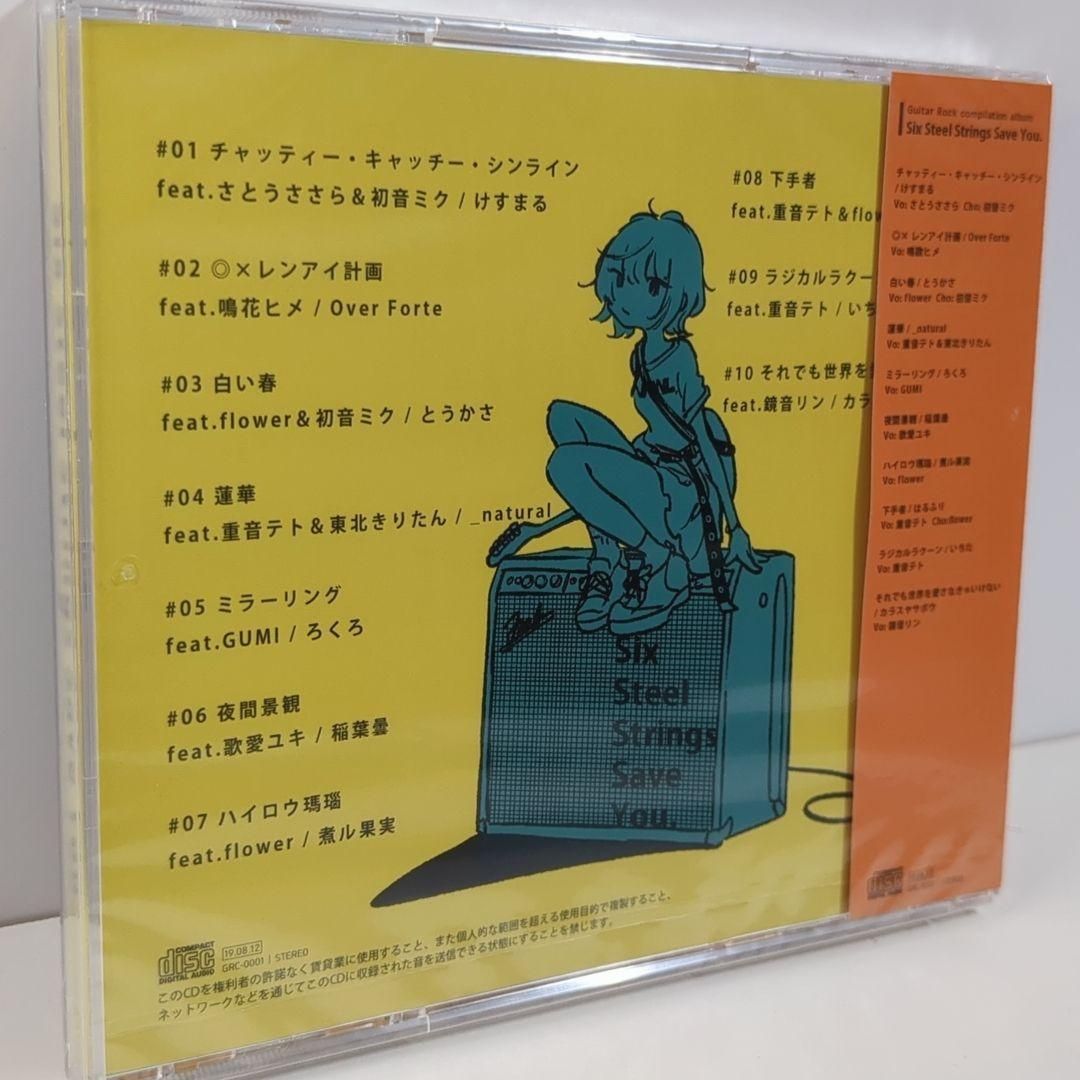 #01 チャッティー・キャッチー・シンライン
feat.さとうささら＆初音ミク / けすまる
#02 ◎×レンアイ計画
feat.鳴花ヒメ / Over Forte
#03 白い春
feat.flower＆初音ミク / とうかさ
#04 蓮華
feat.重音テト＆東北きりたん / _natural
#05 ミラーリング
feat.GUMI / ろくろ
#06 夜間景観
feat.歌愛ユキ / 稲葉曇
#07 ハイロウ瑪瑙
feat.flower / 煮ル果実
#08 下手者
feat.重音テト＆flow
#09 ラジカルラクー
feat.重音テト / いち
#10 それでも世界を
feat.鏡音リン / カラ
Six
Steel
Strings
Save
You.
COMPACT
disc
DIGITAL AUDIO
19.08.12
GRC-0001 | STEREO
このCDを権利者の許諾なく賃貸業に使用すること、また個人的な範囲を超える使用目的で複製すること、
ネットワークなどを通じてこのCDに収録された音を送信できる状態にすることを禁じます。
Guitar Rock compilation album
Six Steel Strings Save You.
チャッティー・キャッチー・シンライン
/ けすまる
Vo: さとうささら Cho: 初音ミク
◎× レンアイ計画 / Over Forte
Vo: 鳴花ヒメ
白い春 / とうかさ
Vo: flower Cho: 初音ミク
蓮華 / _natural
Vo: 重音テト＆東北きりたん
ミラーリング / ろくろ
Vo: GUMI
夜間景観 / 稲葉曇
Vo: 歌愛ユキ
ハイロウ瑪瑙 / 煮ル果実
Vo: flower
下手者 / はるふり
Vo: 重音テト Cho:flower
ラジカルラクーン / いちた
Vo: 重音テト
それでも世界を愛さなきゃいけない
/ カラスヤサボウ
Vo: 鏡音リン
disc